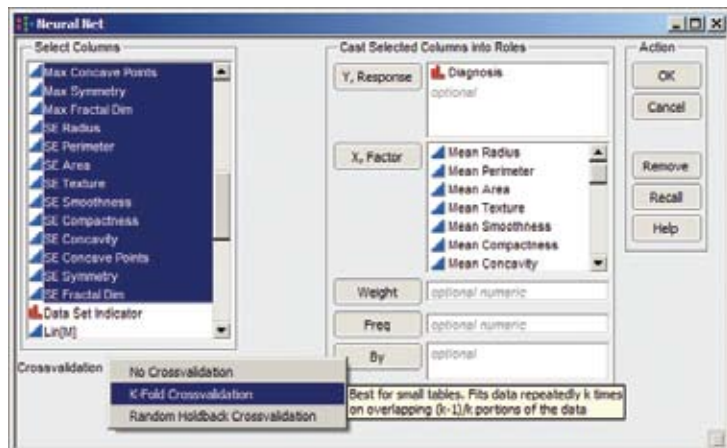 Neural Net
Select Columns
Max Concave Points
Max Symmetry
Max Fractal Dim
SE Radius
SE Perimeter
SE Area
SE Texture
SE Smoothness
SE Compactness
SE Concavity
SE Concave Points
SE Symmetry
SE Fractal Dim
Data Set Indicator
Lin[M]
Cast Selected Columns into Roles
Y, Response
Diagnosis
optional
X, Factor
Mean Radius
Mean Perimeter
Mean Area
Mean Texture
Mean Smoothness
Mean Compactness
Mean Concavity
Weight
optional numeric
Freq
optional numeric
By
optional
Action
OK
Cancel
Remove
Recall
Help
Crossvalidation
No Crossvalidation
K-Fold Crossvalidation
Random Holdback Crossvalidation
Best for small tables. Fits data repeatedly k times
on overlapping (k-1)/k portions of the data